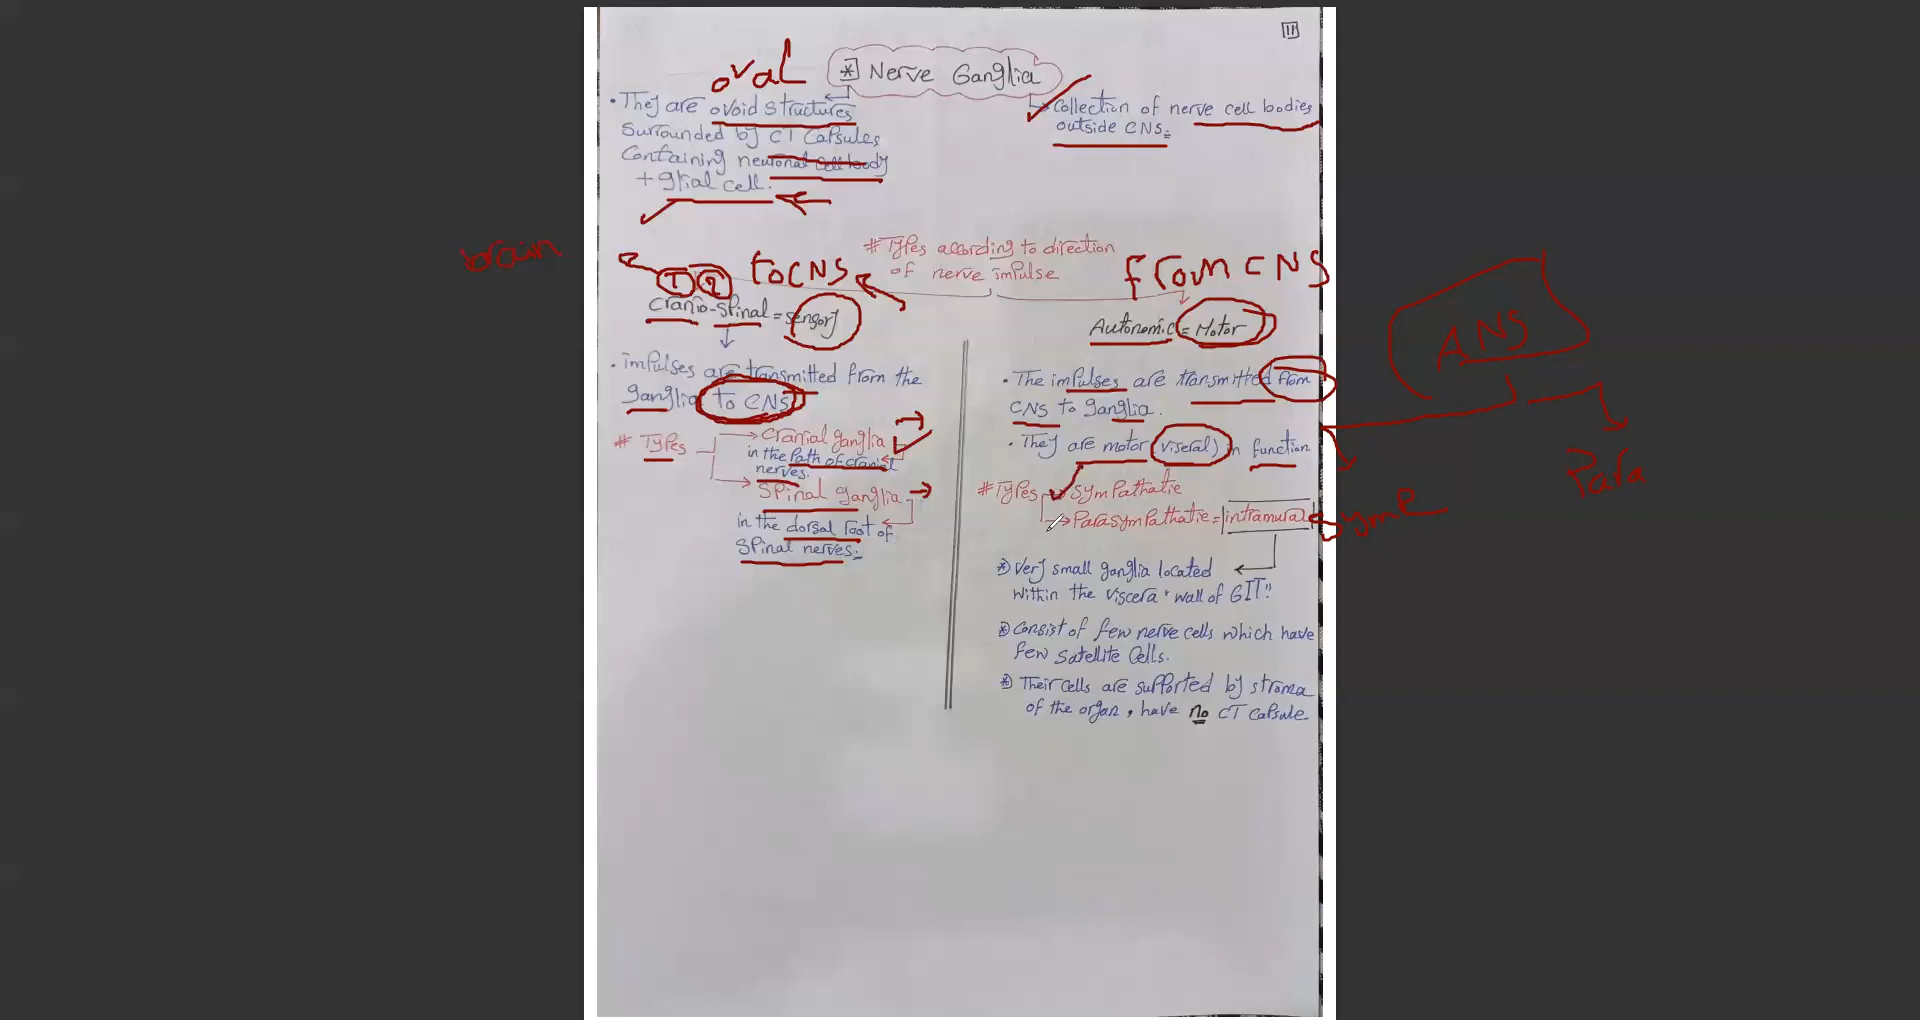 11
oval
* Nerve Ganglia
• They are ovoid structures
surrounded by CT capsules
containing neuronal cell body
+ glial cell.
Collection of nerve cell bodies
outside CNS.
# Types according to direction
of nerve impulse
brain
1 2
to CNS
from CNS
Cranio-spinal = sensory
Autonomic = Motor
• impulses are transmitted from the
ganglia to CNS
# Types
Cranial ganglia
in the path of cranial
nerves.
Spinal ganglia
in the dorsal root of
spinal nerves.
• The impulses are transmitted from
CNS to ganglia.
• They are motor (viseral) in function
# Types
Sympathatic
Parasympathatic = intramural
* Very small ganglia located
within the viscera "wall of GIT"
* Consist of few nerve cells which have
few satellite cells.
* Their cells are supported by stroma
of the organ, have no CT capsule
ANS
Para